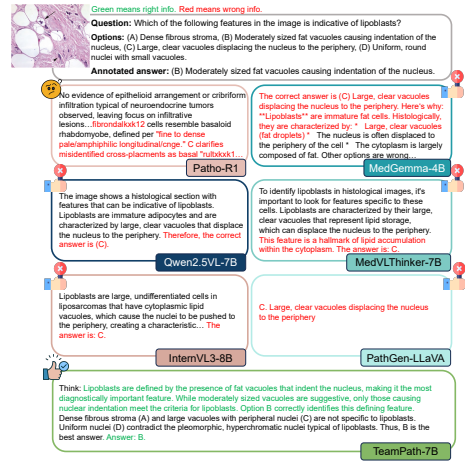 Green means right info. Red means wrong info.
Question: Which of the following features in the image is indicative of lipoblasts?
Options: (A) Dense fibrous stroma, (B) Moderately sized fat vacuoles causing indentation of the
nucleus, (C) Large, clear vacuoles displacing the nucleus to the periphery, (D) Uniform, round
nuclei with small vacuoles.
Annotated answer: (B) Moderately sized fat vacuoles causing indentation of the nucleus.
No evidence of epithelioid arrangement or cribriform
infiltration typical of neuroendocrine tumors
observed, leaving focus on infiltrative
lesions…fibrondalxxk12 cells resemble basaloid
rhabdomyobe, defined per "fine to dense
pale/amphiphilic longitudinal/cnge." C clarifies
misidentified cross-placments as basal "rultxkxk1…
Patho-R1
The correct answer is (C) Large, clear vacuoles
displacing the nucleus to the periphery. Here's why:
**Lipoblasts** are immature fat cells. Histologically,
they are characterized by: * Large, clear vacuoles
(fat droplets) * The nucleus is often displaced to
the periphery of the cell * The cytoplasm is largely
composed of fat. Other options are wrong…
MedGemma-4B
The image shows a histological section with
features that can be indicative of lipoblasts.
Lipoblasts are immature adipocytes and are
characterized by large, clear vacuoles that displace
the nucleus to the periphery. Therefore, the correct
answer is (C).
Qwen2.5VL-7B
To identify lipoblasts in histological images, it's
important to look for features specific to these
cells. Lipoblasts are characterized by their large,
clear vacuoles that represent lipid storage,
which can displace the nucleus to the periphery.
This feature is a hallmark of lipid accumulation
within the cytoplasm. The answer is: C.
MedVLThinker-7B
Lipoblasts are large, undifferentiated cells in
liposarcomas that have cytoplasmic lipid
vacuoles, which cause the nuclei to be pushed to
the periphery, creating a characteristic… The
answer is: C.
InternVL3-8B
C. Large, clear vacuoles displacing the nucleus
to the periphery
PathGen-LLaVA
Think: Lipoblasts are defined by the presence of fat vacuoles that indent the nucleus, making it the most
diagnostically important feature. While moderately sized vacuoles are suggestive, only those causing
nuclear indentation meet the criteria for lipoblasts. Option B correctly identifies this defining feature.
Dense fibrous stroma (A) and large vacuoles with peripheral nuclei (C) are not specific to lipoblasts.
Uniform nuclei (D) contradict the pleomorphic, hyperchromatic nuclei typical of lipoblasts. Thus, B is the
best answer. Answer: B.
TeamPath-7B